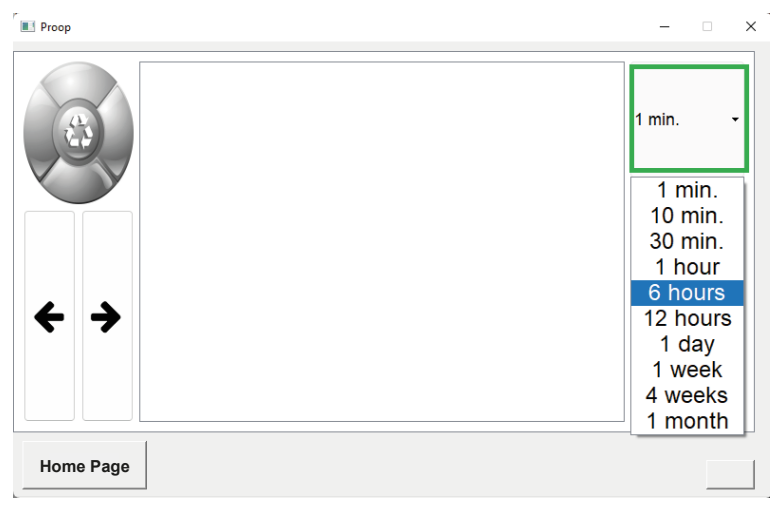 Proop
1 min.
1 min.
10 min.
30 min.
1 hour
6 hours
12 hours
1 day
1 week
4 weeks
1 month
Home Page